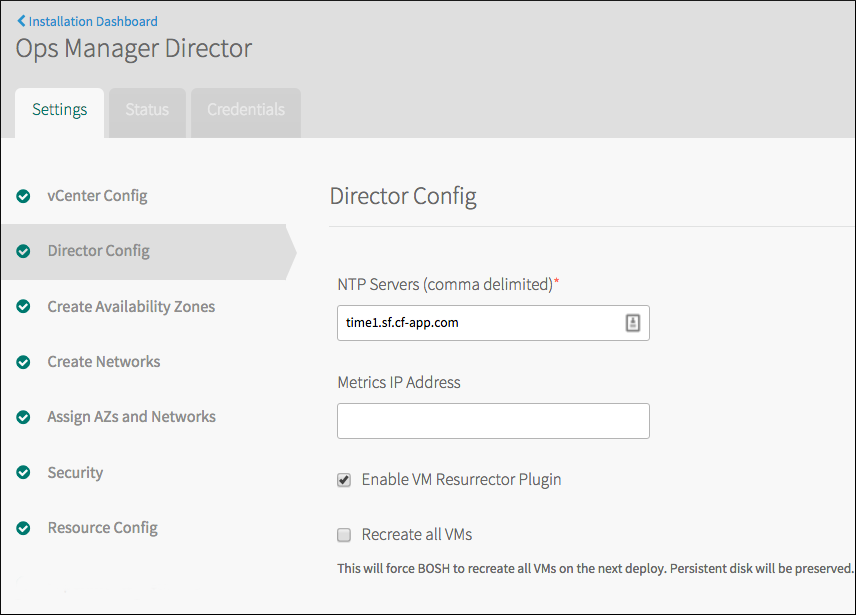 Installation Dashboard
Ops Manager Director
Settings
Status
Credentials
vCenter Config
Director Config
Create Availability Zones
Create Networks
Assign AZs and Networks
Security
Resource Config
Director Config
NTP Servers (comma delimited)*
time1.sf.cf-app.com
Metrics IP Address
Enable VM Resurrector Plugin
Recreate all VMs
This will force BOSH to recreate all VMs on the next deploy. Persistent disk will be preserved.